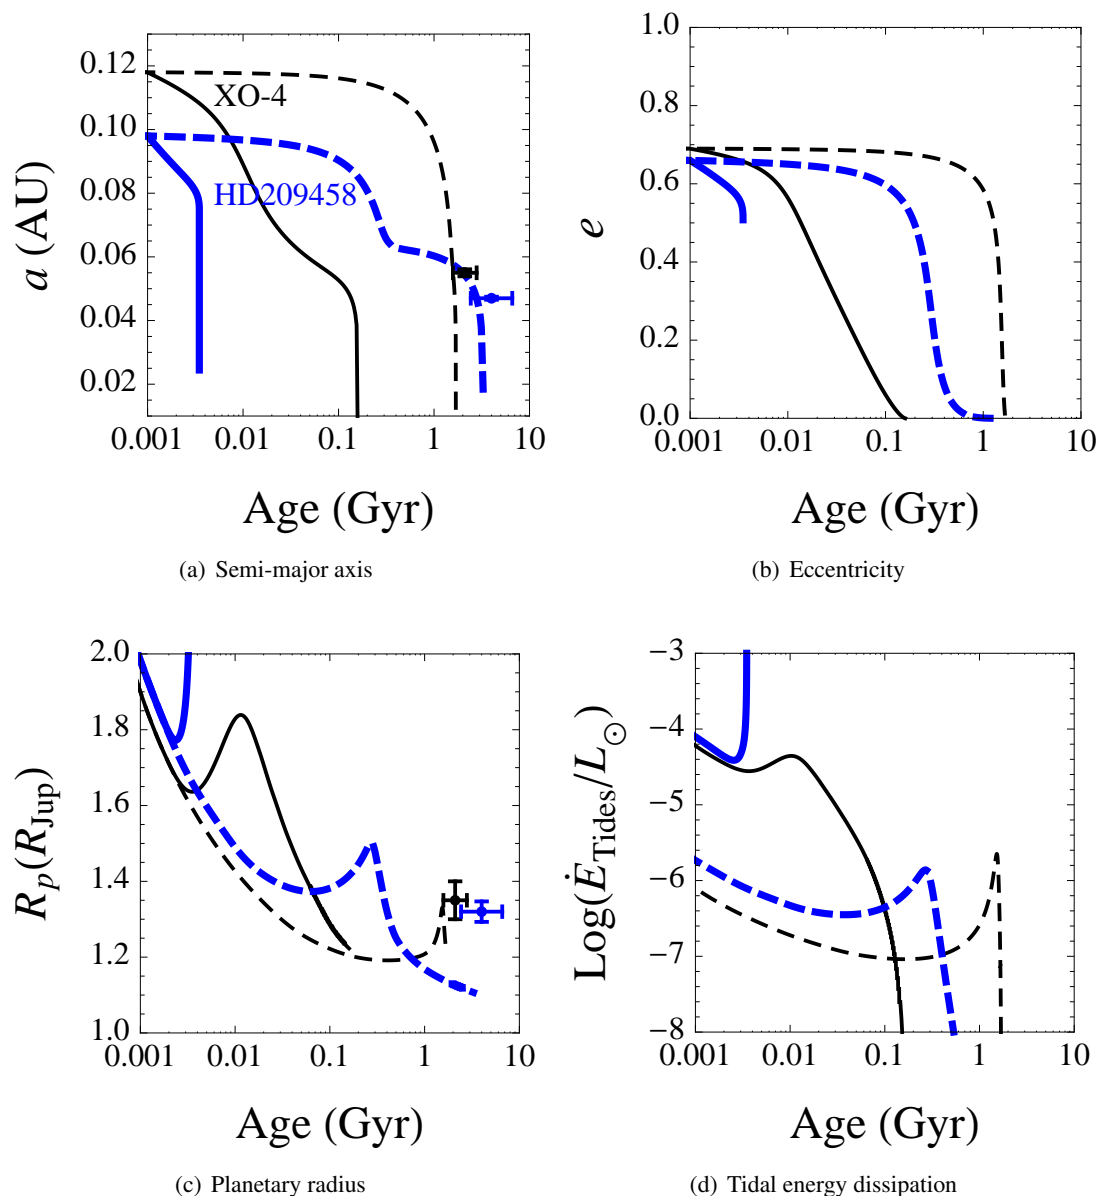 a (AU)
0.12
0.10
0.08
0.06
0.04
0.02
XO-4
HD209458
0.001 0.01 0.1 1 10
Age (Gyr)
(a) Semi-major axis
e
1.0
0.8
0.6
0.4
0.2
0.0
0.001 0.01 0.1 1 10
Age (Gyr)
(b) Eccentricity
R_p(R_Jup)
2.0
1.8
1.6
1.4
1.2
1.0
0.001 0.01 0.1 1 10
Age (Gyr)
(c) Planetary radius
Log(Ė_Tides/L_⊙)
−3
−4
−5
−6
−7
−8
0.001 0.01 0.1 1 10
Age (Gyr)
(d) Tidal energy dissipation